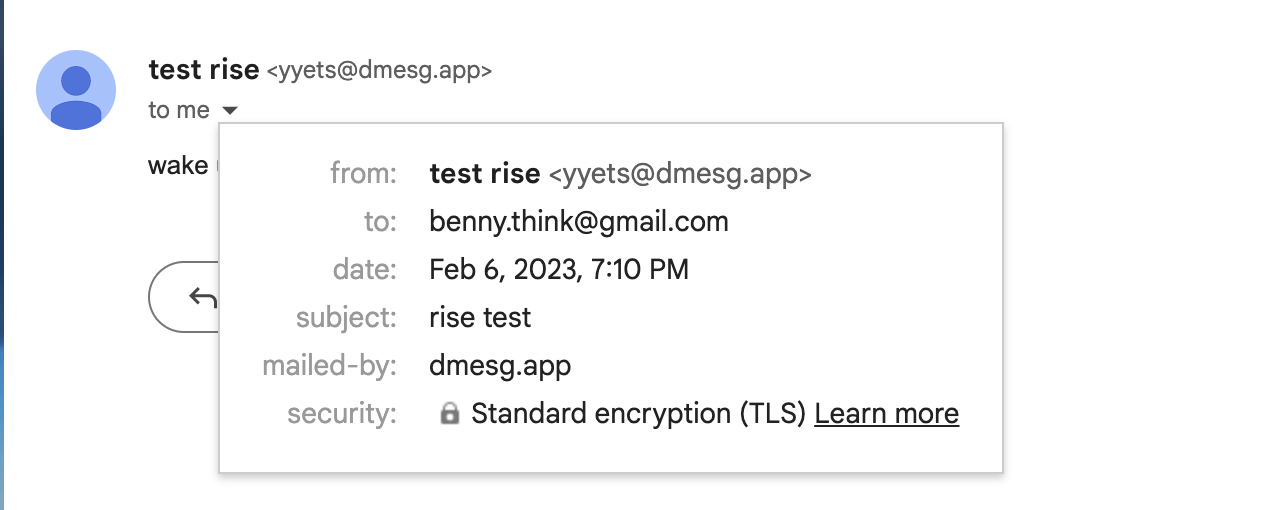 test rise <yyets@dmesg.app>
to me
wake
from: test rise <yyets@dmesg.app>
to: benny.think@gmail.com
date: Feb 6, 2023, 7:10 PM
subject: rise test
mailed-by: dmesg.app
security: Standard encryption (TLS) Learn more